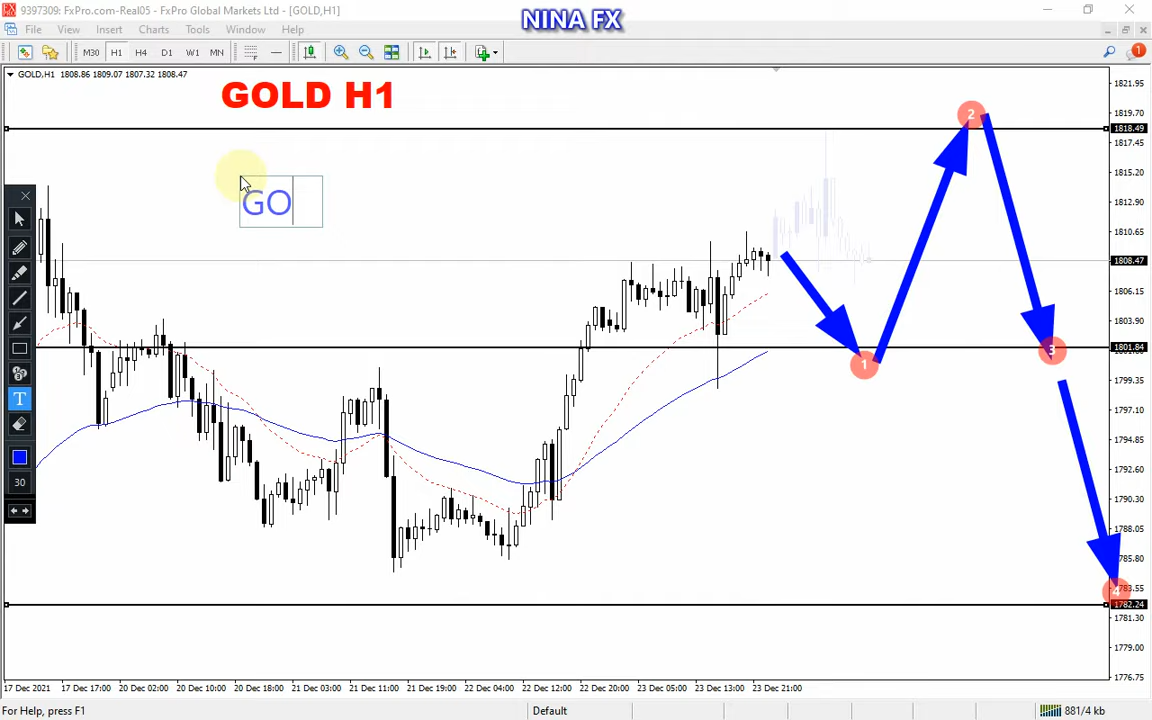 9397309: FxPro.com-Real05 - FxPro Global Markets Ltd - [GOLD,H1]
NINA FX
File View Insert Charts Tools Window Help
M30 H1 H4 D1 W1 MN
1
GOLD,H1 1808.86 1809.07 1807.32 1808.47
GOLD H1
GO
T
30
1
2
3
4
1821.95
1819.70
1818.49
1817.45
1815.20
1812.90
1810.65
1808.47
1806.15
1803.90
1801.84
1799.35
1797.10
1794.85
1792.60
1790.30
1788.05
1785.80
1783.55
1782.24
1781.30
1779.00
1776.75
17 Dec 2021 17 Dec 17:00 20 Dec 02:00 20 Dec 10:00 20 Dec 18:00 21 Dec 03:00 21 Dec 11:00 21 Dec 19:00 22 Dec 04:00 22 Dec 12:00 22 Dec 20:00 23 Dec 05:00 23 Dec 13:00 23 Dec 21:00
For Help, press F1 Default 881/4 kb